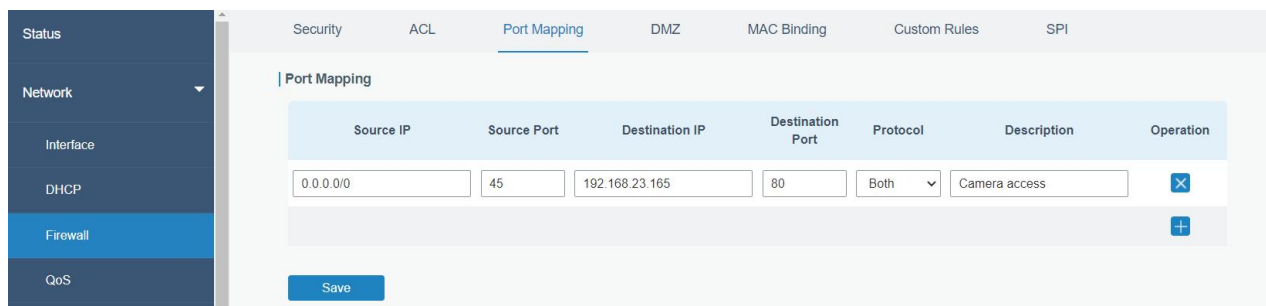 Status
Network
Interface
DHCP
Firewall
QoS
Security ACL Port Mapping DMZ MAC Binding Custom Rules SPI
Port Mapping
Source IP Source Port Destination IP Destination Port Protocol Description Operation
0.0.0.0/0 45 192.168.23.165 80 Both Camera access
Save